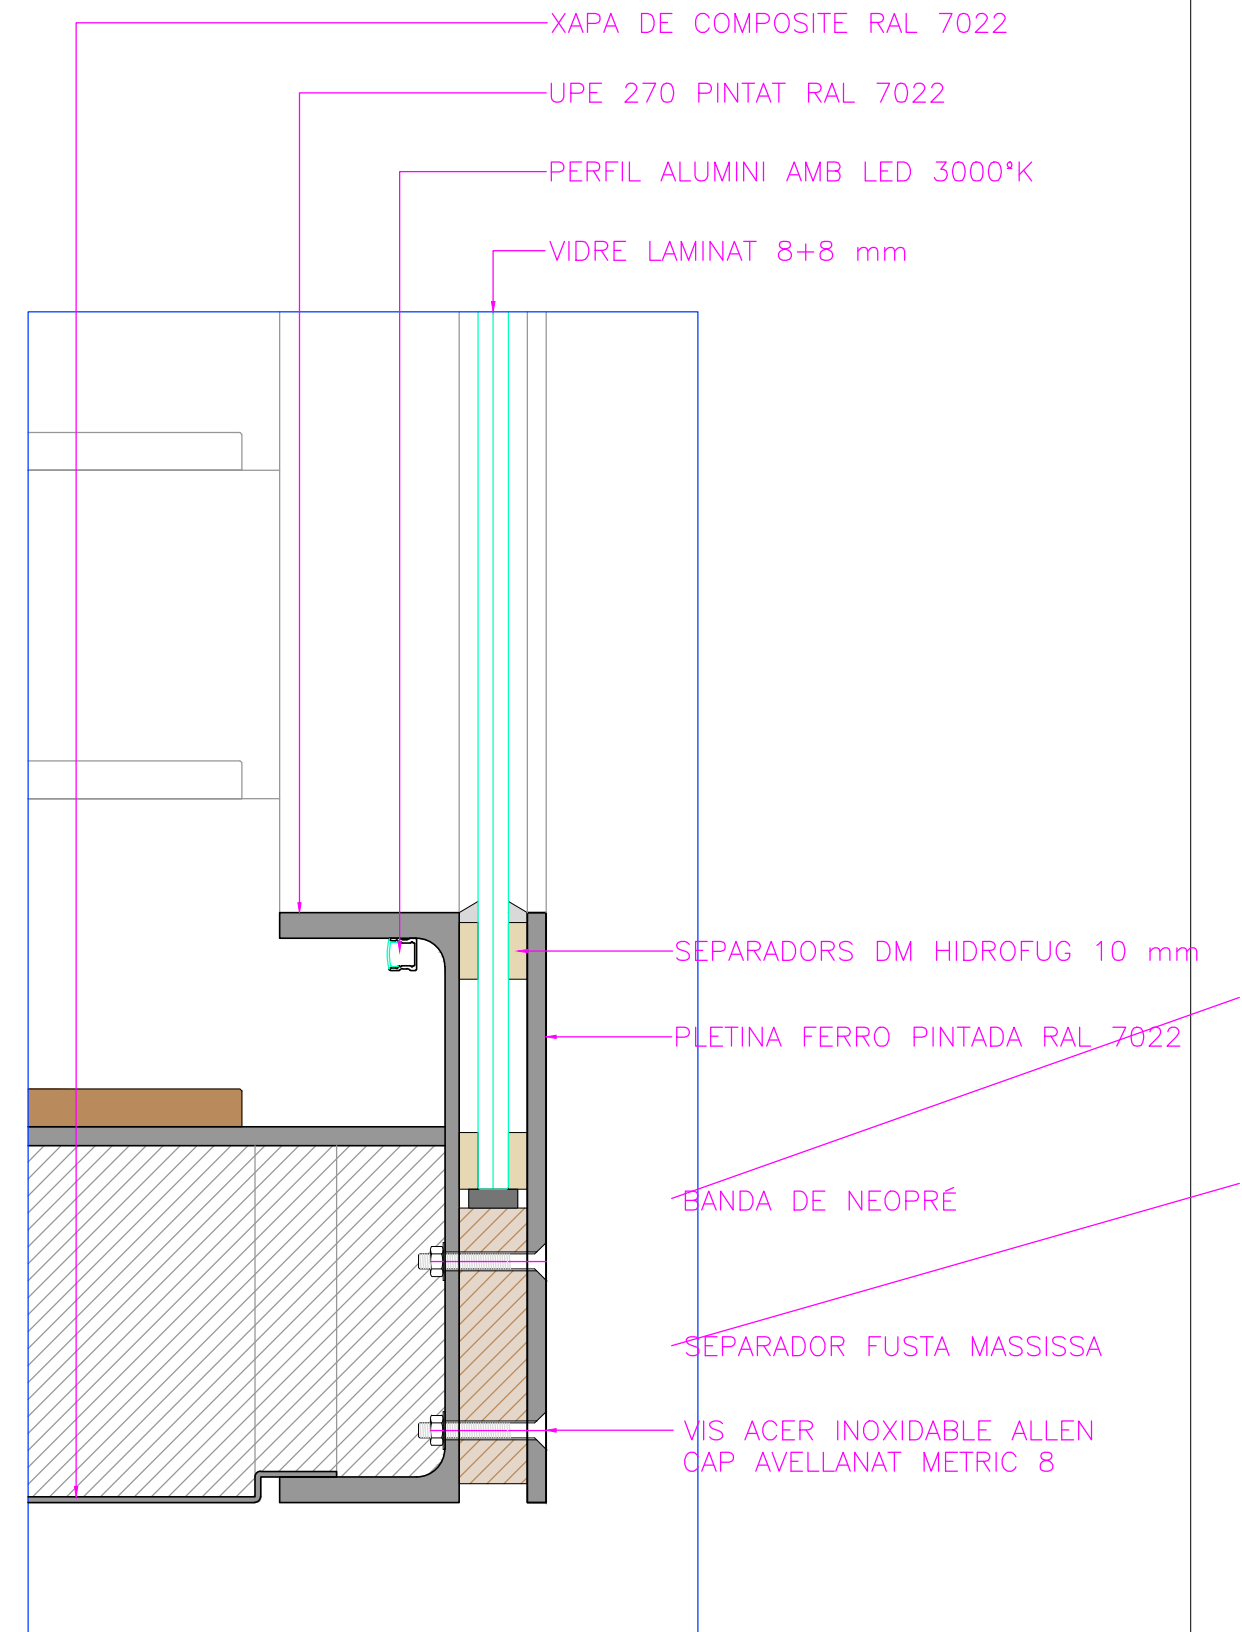 XAPA DE COMPOSITE RAL 7022
UPE 270 PINTAT RAL 7022
PERFIL ALUMINI AMB LED 3000°K
VIDRE LAMINAT 8+8 mm
SEPARADORS DM HIDROFUG 10 mm
PLETINA FERRO PINTADA RAL 7022
BANDA DE NEOPRÉ
SEPARADOR FUSTA MASSISSA
VIS ACER INOXIDABLE ALLEN
CAP AVELLANAT METRIC 8